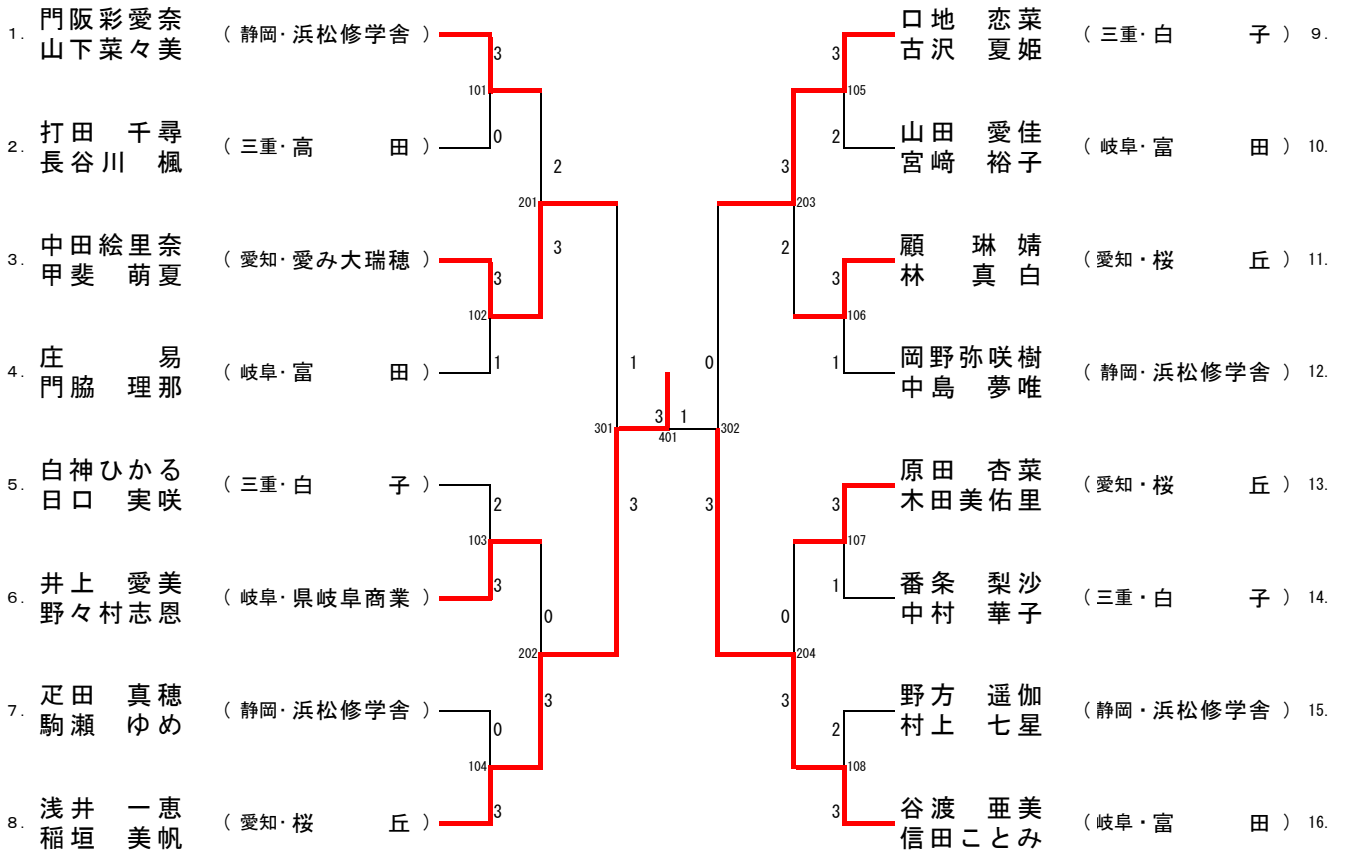 1. 門阪彩愛奈 山下菜々美 ( 静岡・浜松修学舎 )
3
101
0
2. 打田 千尋 長谷川 楓 ( 三重・高 田 )
2
201
3
3. 中田絵里奈 甲斐 萌夏 ( 愛知・愛み大瑞穂 )
3
102
1
4. 庄 易 門脇 理那 ( 岐阜・富 田 )
1
301
3
5. 白神ひかる 日口 実咲 ( 三重・白 子 )
2
103
3
6. 井上 愛美 野々村志恩 ( 岐阜・県岐阜商業 )
0
202
3
7. 疋田 真穂 駒瀬 ゆめ ( 静岡・浜松修学舎 )
0
104
3
8. 浅井 一恵 稲垣 美帆 ( 愛知・桜 丘 )
3 1
401
口地 恋菜 古沢 夏姫 ( 三重・白 子 ) 9.
3
105
2
山田 愛佳 宮﨑 裕子 ( 岐阜・富 田 ) 10.
3
203
2
顧 琳婧 林 真白 ( 愛知・桜 丘 ) 11.
3
106
1
岡野弥咲樹 中島 夢唯 ( 静岡・浜松修学舎 ) 12.
0
302
3
原田 杏菜 木田美佑里 ( 愛知・桜 丘 ) 13.
3
107
1
番条 梨沙 中村 華子 ( 三重・白 子 ) 14.
0
204
3
野方 遥伽 村上 七星 ( 静岡・浜松修学舎 ) 15.
2
108
3
谷渡 亜美 信田ことみ ( 岐阜・富 田 ) 16.